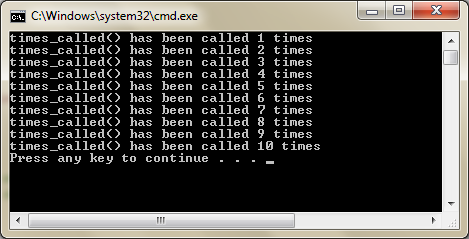 C:\Windows\system32\cmd.exe
times_called() has been called 1 times
times_called() has been called 2 times
times_called() has been called 3 times
times_called() has been called 4 times
times_called() has been called 5 times
times_called() has been called 6 times
times_called() has been called 7 times
times_called() has been called 8 times
times_called() has been called 9 times
times_called() has been called 10 times
Press any key to continue . . . _